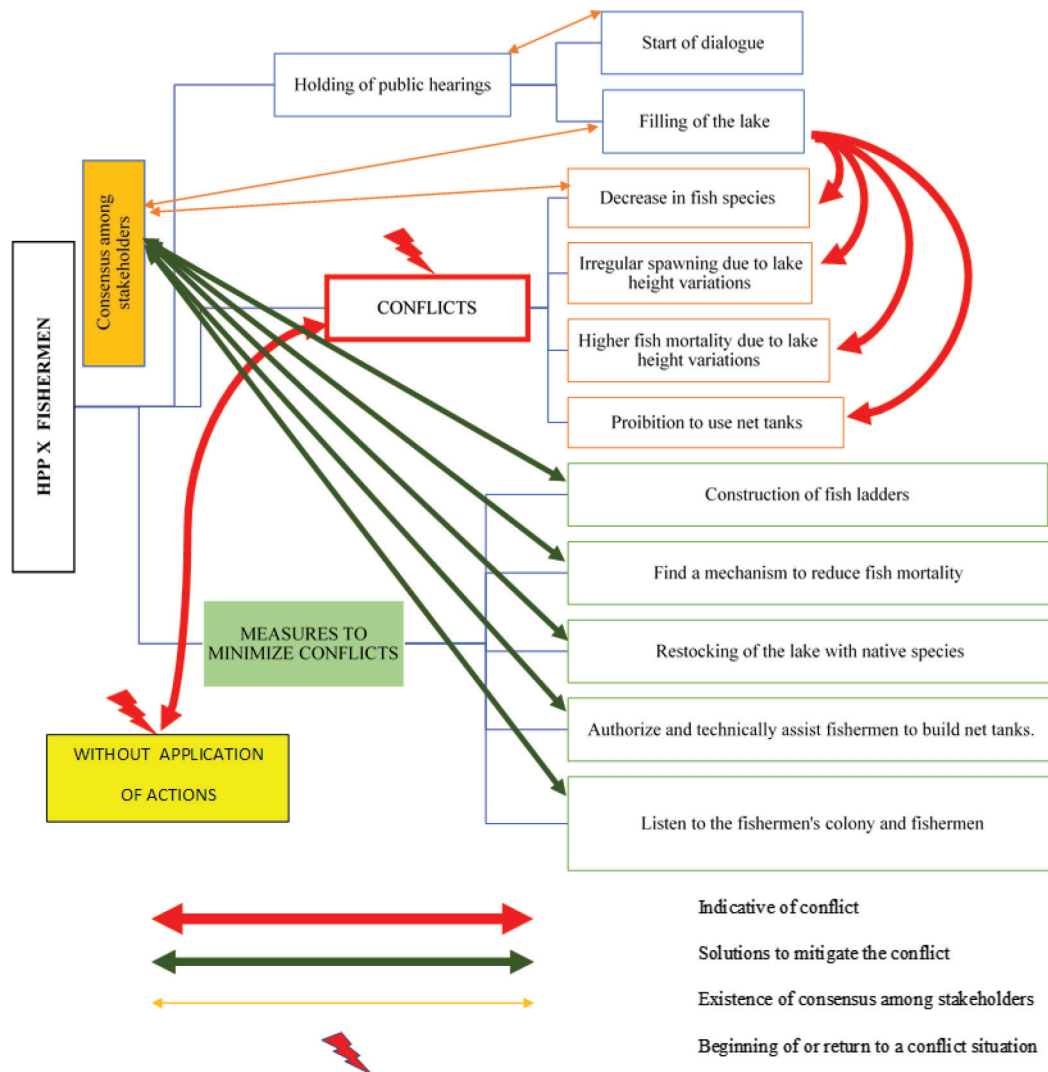 Start of dialogue
Holding of public hearings
Filling of the lake
Consensus among
stakeholders
Decrease in fish species
Irregular spawning due to lake
height variations
CONFLICTS
Higher fish mortality due to lake
height variations
HPP X FISHERMEN
Proibition to use net tanks
Construction of fish ladders
Find a mechanism to reduce fish mortality
MEASURES TO
MINIMIZE CONFLICTS
Restocking of the lake with native species
Authorize and technically assist fishermen to build net tanks.
WITHOUT APPLICATION
OF ACTIONS
Listen to the fishermen's colony and fishermen
Indicative of conflict
Solutions to mitigate the conflict
Existence of consensus among stakeholders
Beginning of or return to a conflict situation